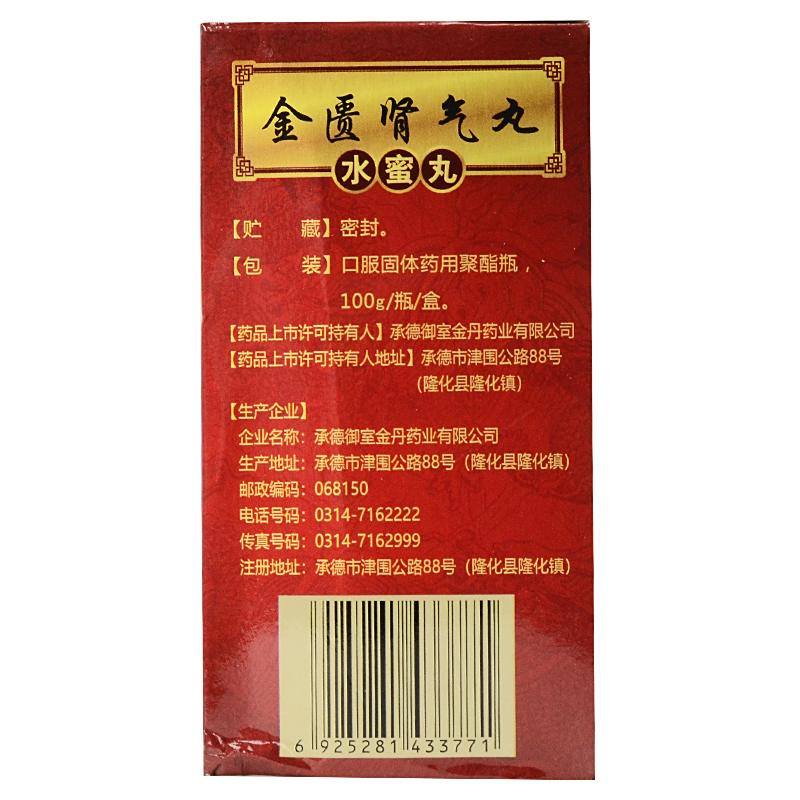 金匮肾气丸
水蜜丸
【贮 藏】密封。
【包 装】口服固体药用聚酯瓶，
100g/瓶/盒。
【药品上市许可持有人】承德御室金丹药业有限公司
【药品上市许可持有人地址】承德市津围公路88号
（隆化县隆化镇）
【生产企业】
企业名称：承德御室金丹药业有限公司
生产地址：承德市津围公路88号（隆化县隆化镇）
邮政编码：068150
电话号码：0314-7162222
传真号码：0314-7162999
注册地址：承德市津围公路88号（隆化县隆化镇）
6 925281 433771